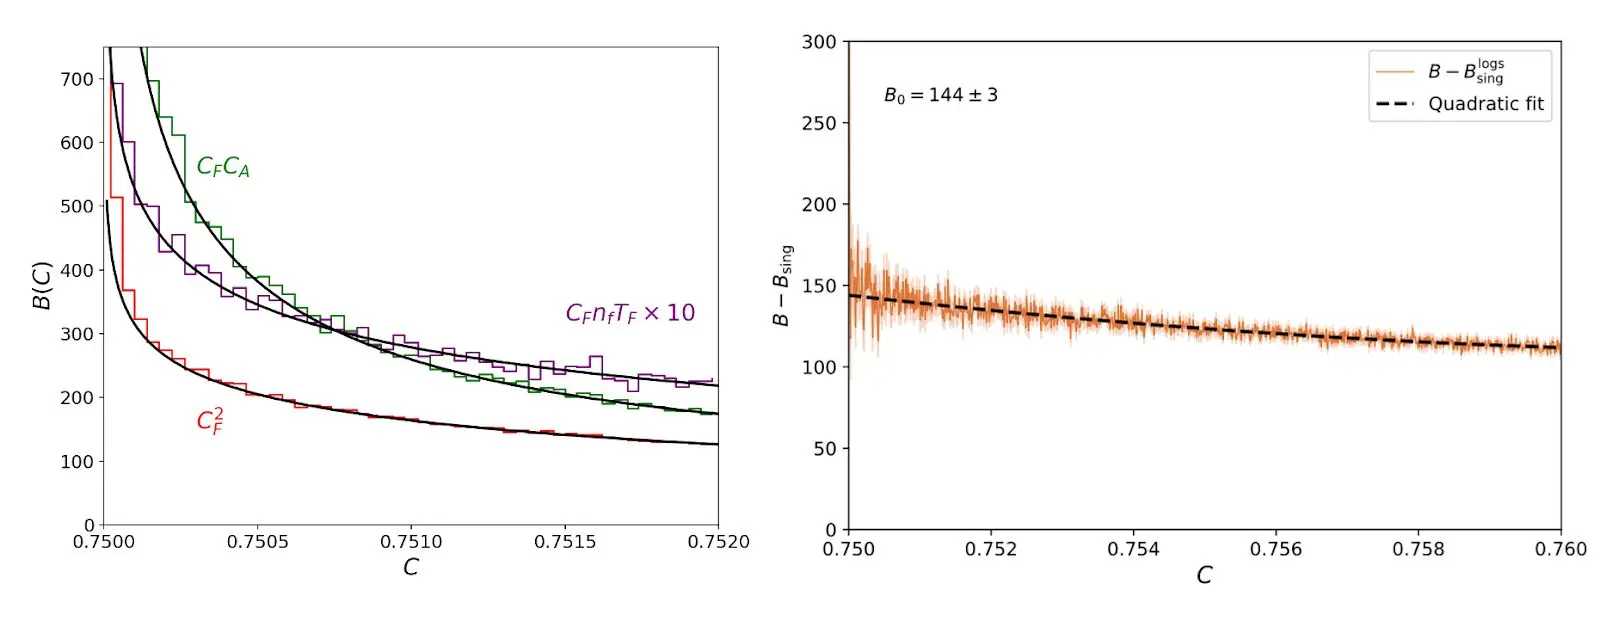 700
600
500
400
300
200
100
0
B(C)
C_F C_A
C_F n_f T_F × 10
C_F^2
0.7500 0.7505 0.7510 0.7515 0.7520
C
300
250
200
150
100
50
0
B − B_sing
B_0 = 144 ± 3
B − B_sing^logs
Quadratic fit
0.750 0.752 0.754 0.756 0.758 0.760
C